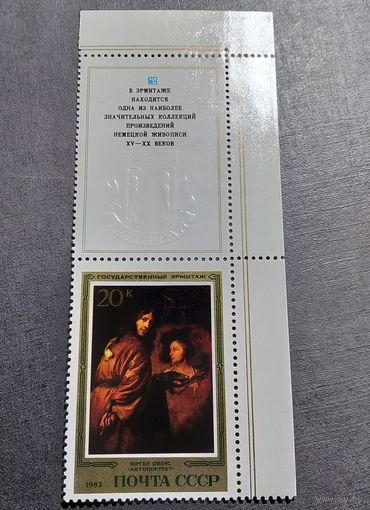 В ЭРМИТАЖЕ
НАХОДИТСЯ
ОДНА ИЗ НАИБОЛЕЕ
ЗНАЧИТЕЛЬНЫХ КОЛЛЕКЦИЙ
ПРОИЗВЕДЕНИЙ
НЕМЕЦКОЙ ЖИВОПИСИ
XV—XX ВЕКОВ
ГОСУДАРСТВЕННЫЙ ЭРМИТАЖ
20 К
ЮРГЕН ОВЕНС
«АВТОПОРТРЕТ»
1983 ПОЧТА СССР